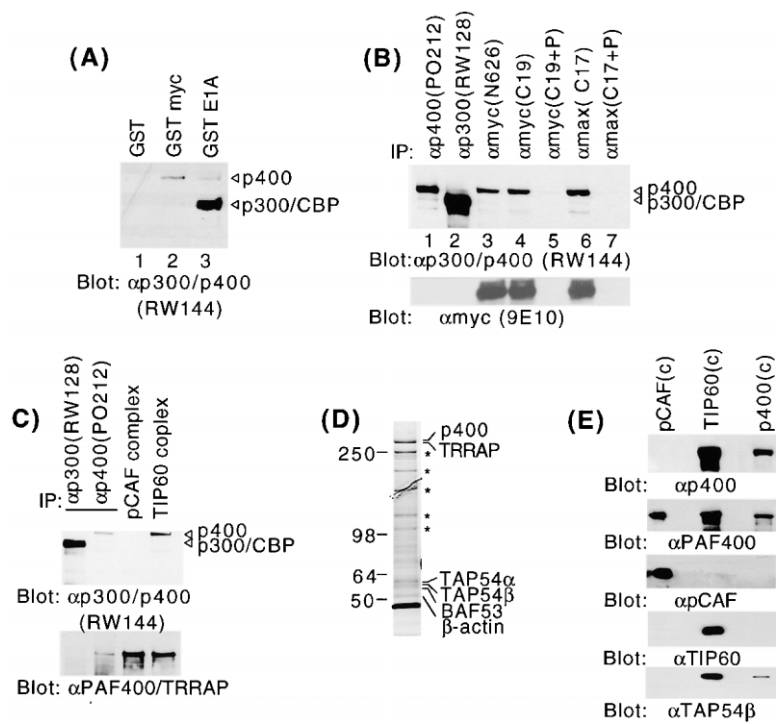 (A)
GST
GST myc
GST E1A
p400
p300/CBP
1 2 3
Blot: αp300/p400
(RW144)
(B)
IP:
αp400(PO212)
αp300(RW128)
αmyc(N626)
αmyc(C19)
αmyc(C19+P)
αmax( C17)
αmax(C17+P)
p400
p300/CBP
1 2 3 4 5 6 7
Blot:αp300/p400 (RW144)
Blot: αmyc (9E10)
C)
IP:
αp300(RW128)
αp400(PO212)
pCAF complex
TIP60 coplex
p400
p300/CBP
Blot: αp300/p400
(RW144)
Blot: αPAF400/TRRAP
(D)
p400
250
TRRAP
*
*
*
*
*
98
64
50
TAP54α
TAP54β
BAF53
β-actin
(E)
pCAF(c)
TIP60(c)
p400(c)
Blot: αp400
Blot: αPAF400
Blot: αpCAF
Blot: αTIP60
Blot: αTAP54β